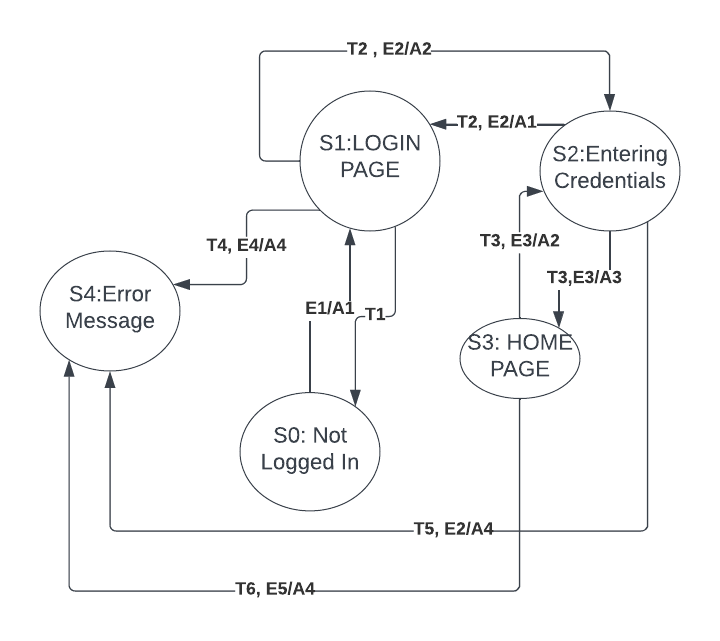 T2 , E2/A2
T2, E2/A1
S1:LOGIN
PAGE
S2:Entering
Credentials
T4, E4/A4
T3, E3/A2
T3,E3/A3
S4:Error
Message
E1/A1
T1
S3: HOME
PAGE
S0: Not
Logged In
T5, E2/A4
T6, E5/A4